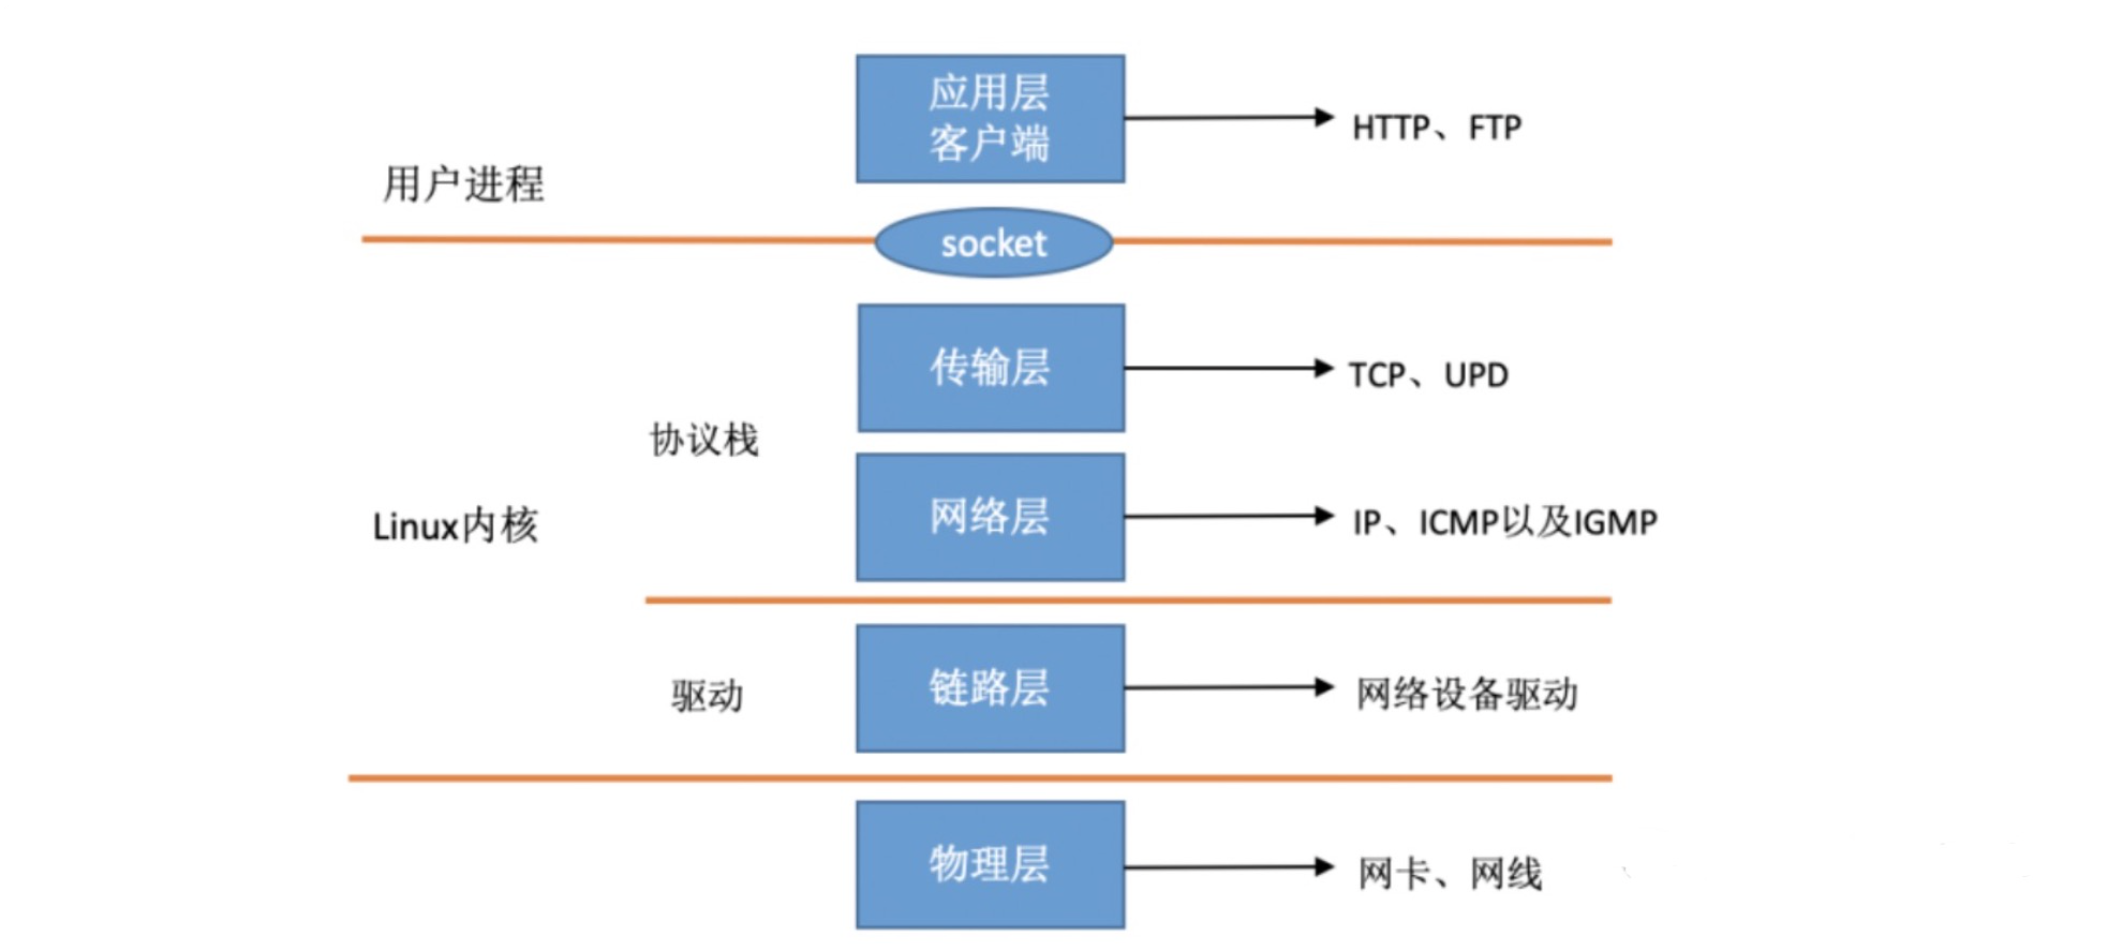 应用层
客户端
HTTP、FTP
用户进程
socket
传输层
TCP、UPD
协议栈
网络层
IP、ICMP以及IGMP
Linux内核
链路层
驱动
网络设备驱动
物理层
网卡、网线